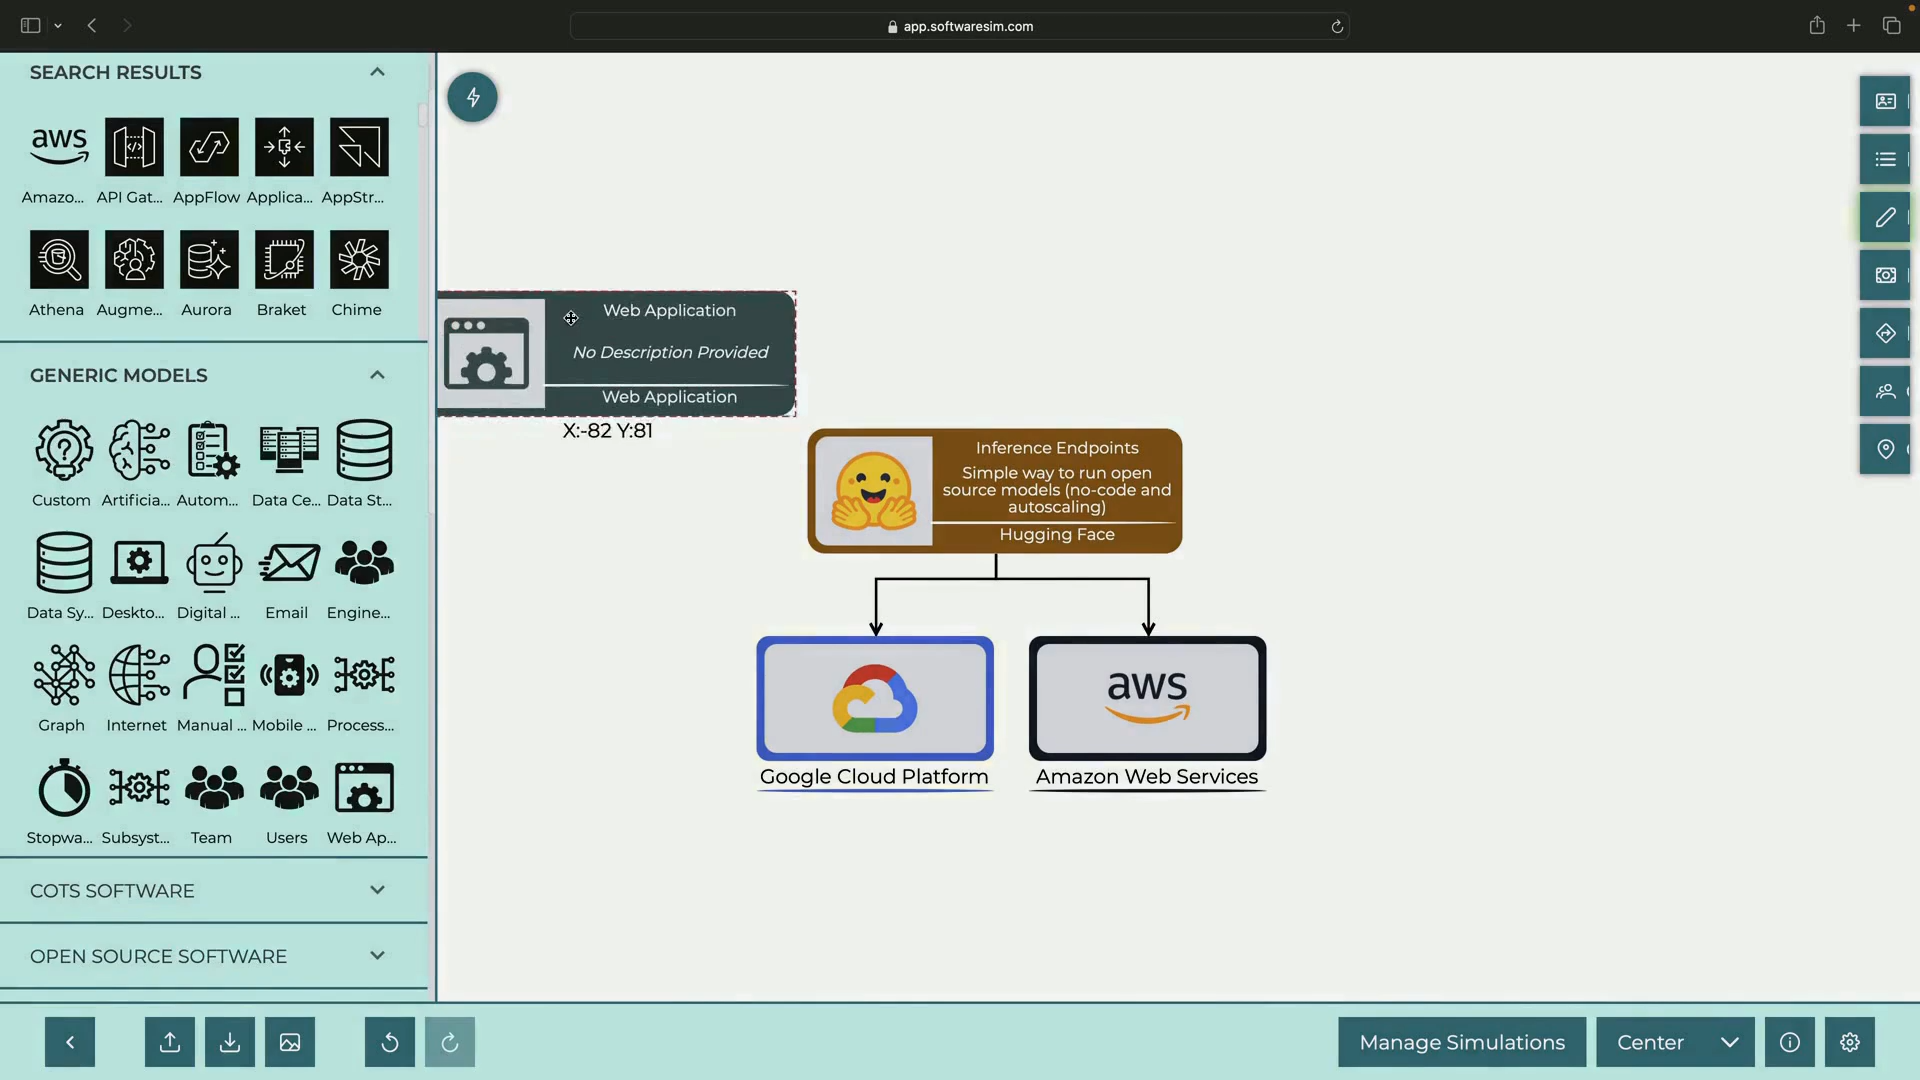 app.softwaresim.com
SEARCH RESULTS
aws
Amazo... API Gat... AppFlow Applica... AppStr...
Athena Augme... Aurora Braket Chime
GENERIC MODELS
Custom Artificia... Autom... Data Ce... Data St...
Data Sy... Deskto... Digital ... Email Engine...
Graph Internet Manual ... Mobile ... Process...
Stopwa... Subsyst... Team Users Web Ap...
COTS SOFTWARE
OPEN SOURCE SOFTWARE
Web Application
No Description Provided
Web Application
X:-82 Y:81
Inference Endpoints
Simple way to run open
source models (no-code and
autoscaling)
Hugging Face
aws
Google Cloud Platform
Amazon Web Services
Manage Simulations
Center